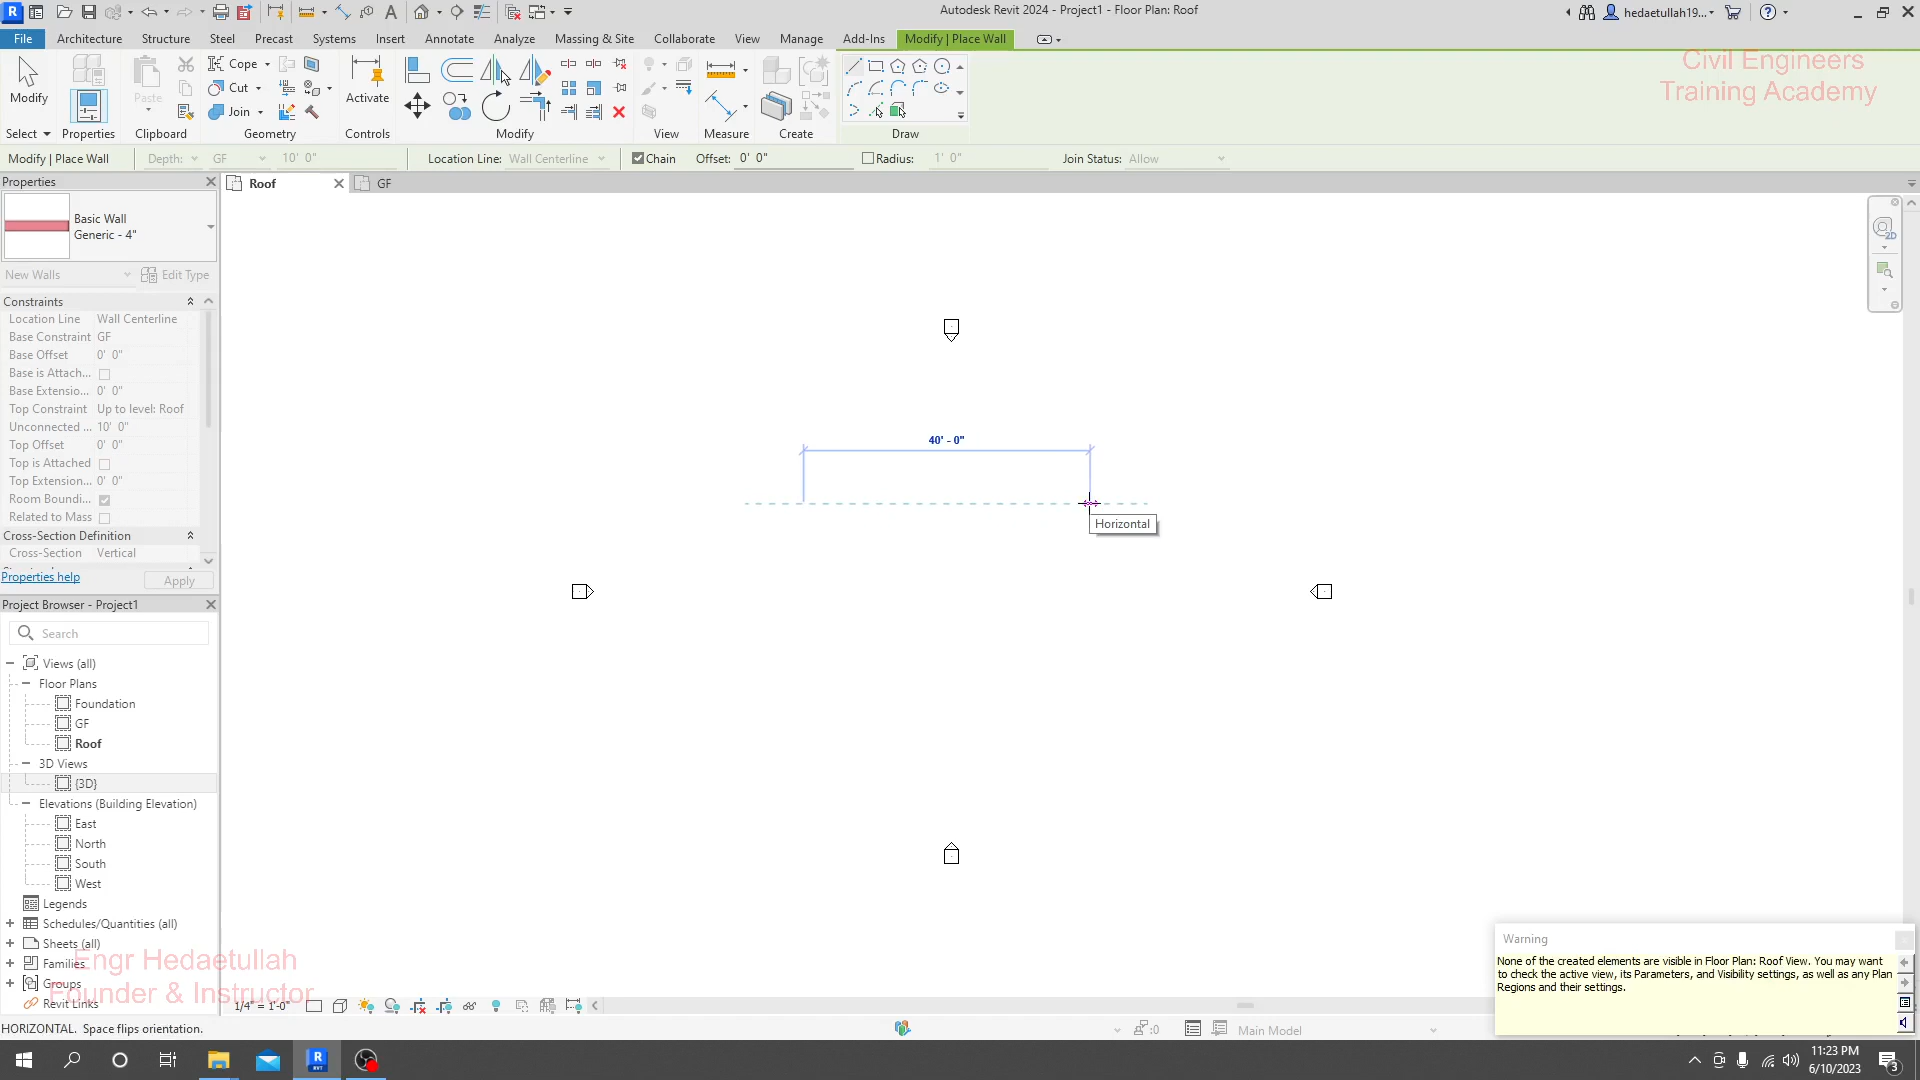 Autodesk Revit 2024 - Project1 - Floor Plan: Roof
hedaetullah19...
File Architecture Structure Steel Precast Systems Insert Annotate Analyze Massing & Site Collaborate View Manage Add-Ins Modify | Place Wall
Modify
Paste
Cope
Cut
Join
Activate
Select Properties Clipboard Geometry Controls Modify View Measure Create Draw
Civil Engineers
Training Academy
Modify | Place Wall Depth: GF 10' 0" Location Line: Wall Centerline Chain Offset: 0' 0" Radius: 1' 0" Join Status: Allow
Properties
Roof GF
Basic Wall
Generic - 4"
New Walls Edit Type
Constraints
Location Line Wall Centerline
Base Constraint GF
Base Offset 0' 0"
Base is Attach...
Base Extensio... 0' 0"
Top Constraint Up to level: Roof
Unconnected ... 10' 0"
Top Offset 0' 0"
Top is Attached
Top Extension... 0' 0"
Room Boundi...
Related to Mass
Cross-Section Definition
Cross-Section Vertical
Properties help Apply
2D
40' - 0"
Horizontal
Project Browser - Project1
Search
Views (all)
Floor Plans
Foundation
GF
Roof
3D Views
{3D}
Elevations (Building Elevation)
East
North
South
West
Legends
Schedules/Quantities (all)
Sheets (all)
Families
Groups
Revit Links
Engr Hedaetullah
Founder & Instructor
1/4" = 1'-0"
Warning
None of the created elements are visible in Floor Plan: Roof View. You may want
to check the active view, its Parameters, and Visibility settings, as well as any Plan
Regions and their settings.
HORIZONTAL. Space flips orientation.
:0
Main Model
11:23 PM
6/10/2023
3